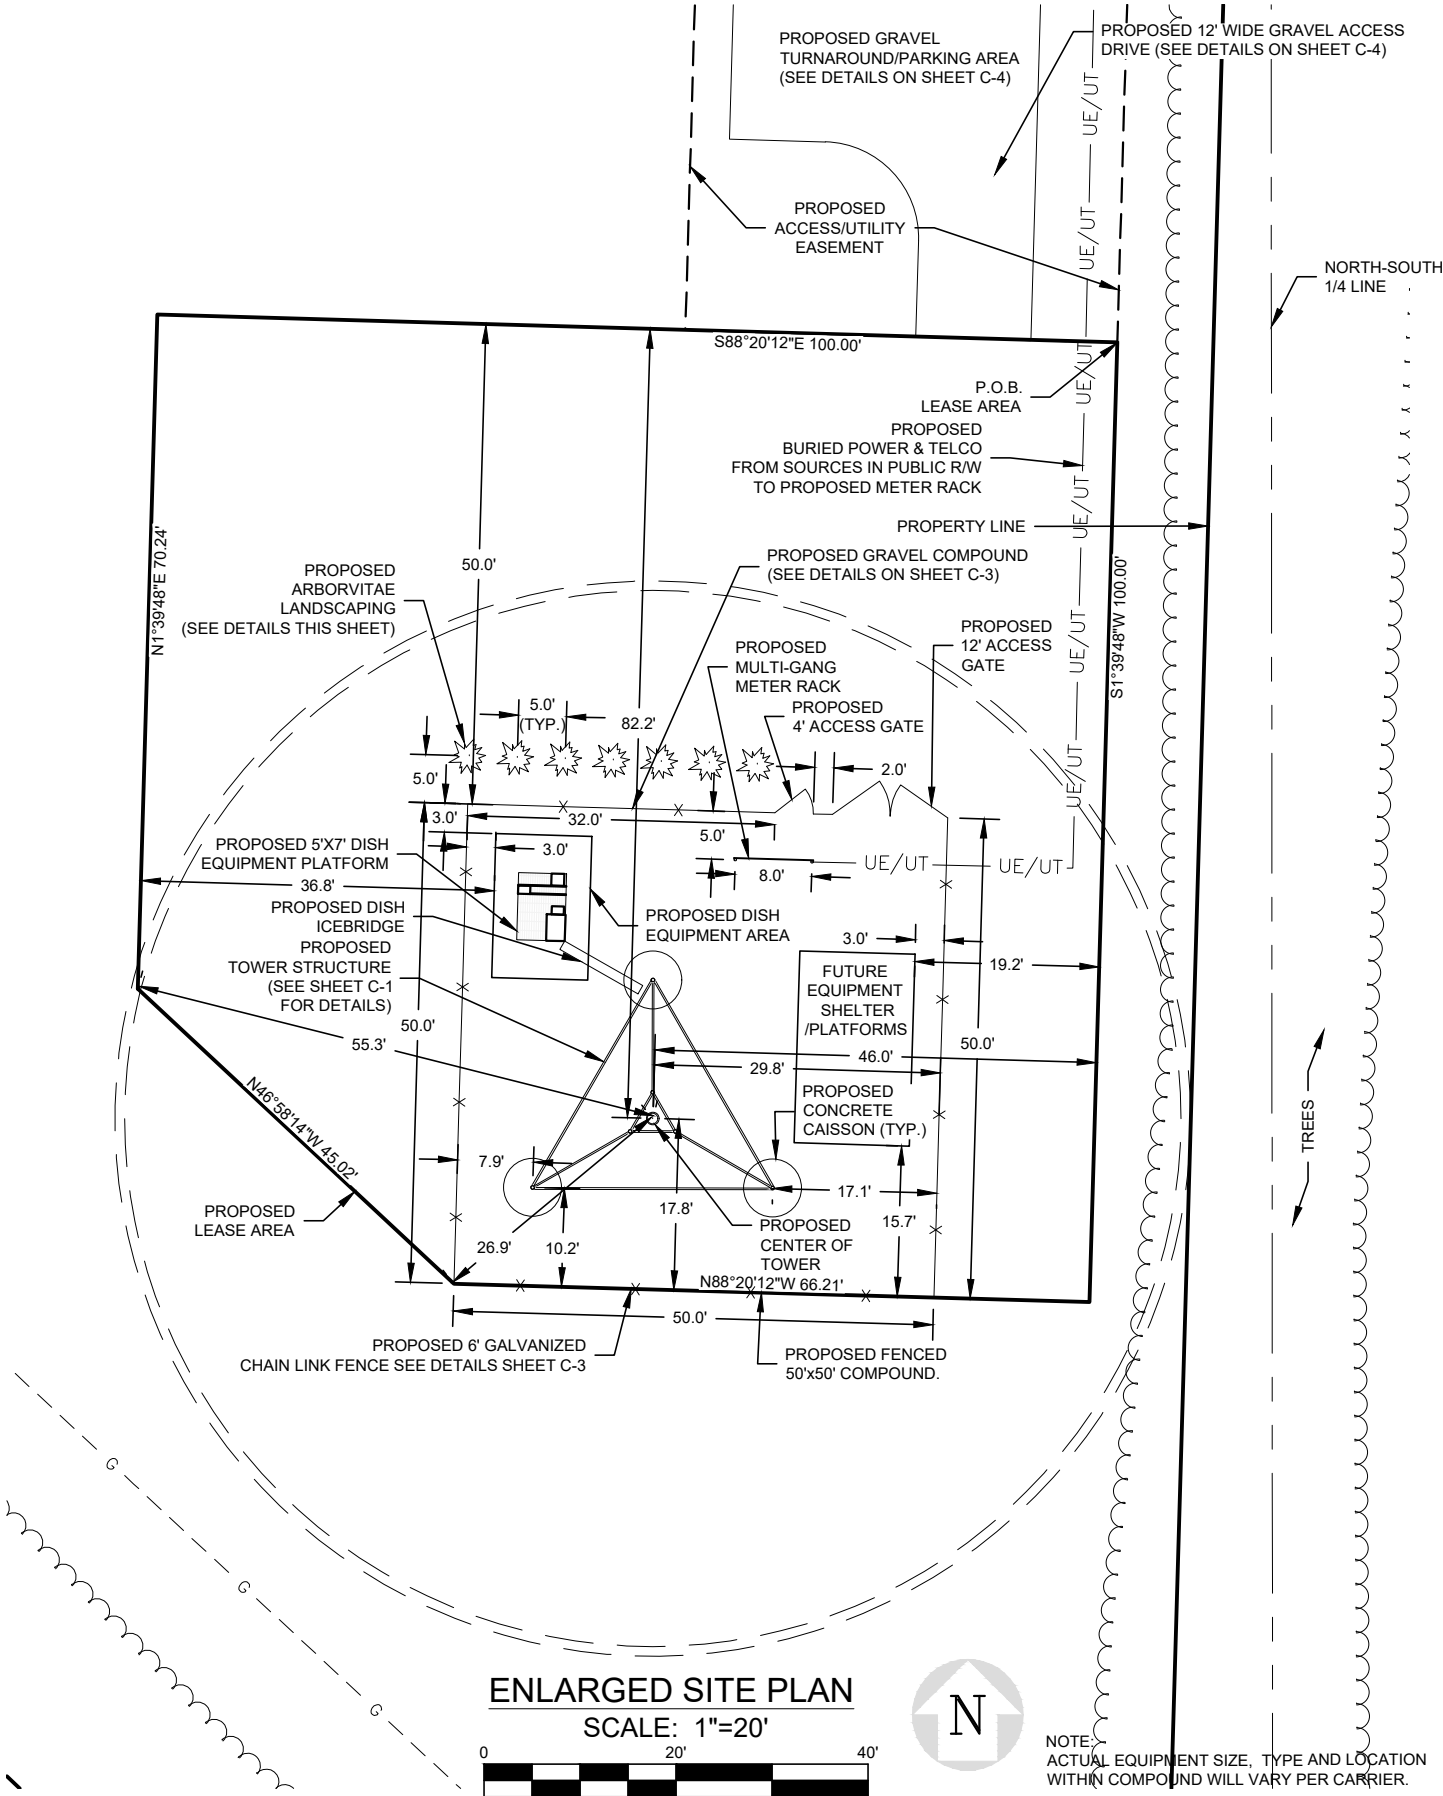 PROPOSED GRAVEL
TURNAROUND/PARKING AREA
(SEE DETAILS ON SHEET C-4)
PROPOSED 12' WIDE GRAVEL ACCESS
DRIVE (SEE DETAILS ON SHEET C-4)
UE/UT
PROPOSED
ACCESS/UTILITY
EASEMENT
UE/UT
NORTH-SOUTH
1/4 LINE
S88°20'12"E 100.00'
UE/UT
P.O.B.
LEASE AREA
PROPOSED
BURIED POWER & TELCO
FROM SOURCES IN PUBLIC R/W
TO PROPOSED METER RACK
UE/UT
PROPERTY LINE
N1°39'48"E 70.24'
50.0'
PROPOSED GRAVEL COMPOUND
(SEE DETAILS ON SHEET C-3)
PROPOSED
ARBORVITAE
LANDSCAPING
(SEE DETAILS THIS SHEET)
S1°39'48"W 100.00'
UE/UT
PROPOSED
12' ACCESS
GATE
PROPOSED
MULTI-GANG
METER RACK
PROPOSED
4' ACCESS GATE
5.0'
(TYP.)
82.2'
2.0'
5.0'
UE/UT
3.0'
32.0'
5.0'
PROPOSED 5'X7' DISH
EQUIPMENT PLATFORM
3.0'
UE/UT
UE/UT
8.0'
36.8'
PROPOSED DISH
ICEBRIDGE
PROPOSED DISH
EQUIPMENT AREA
PROPOSED
TOWER STRUCTURE
(SEE SHEET C-1
FOR DETAILS)
3.0'
19.2'
FUTURE
EQUIPMENT
SHELTER
/PLATFORMS
50.0'
55.3'
50.0'
46.0'
29.8'
N46°58'14"W 45.02'
PROPOSED
CONCRETE
CAISSON (TYP.)
TREES
7.9'
17.1'
PROPOSED
LEASE AREA
17.8'
15.7'
PROPOSED
CENTER OF
TOWER
26.9'
10.2'
N88°20'12"W 66.21'
50.0'
PROPOSED 6' GALVANIZED
CHAIN LINK FENCE SEE DETAILS SHEET C-3
PROPOSED FENCED
50'x50' COMPOUND.
G
G
G
ENLARGED SITE PLAN
SCALE: 1"=20'
0 20' 40'
N
NOTE:
ACTUAL EQUIPMENT SIZE, TYPE AND LOCATION
WITHIN COMPOUND WILL VARY PER CARRIER.